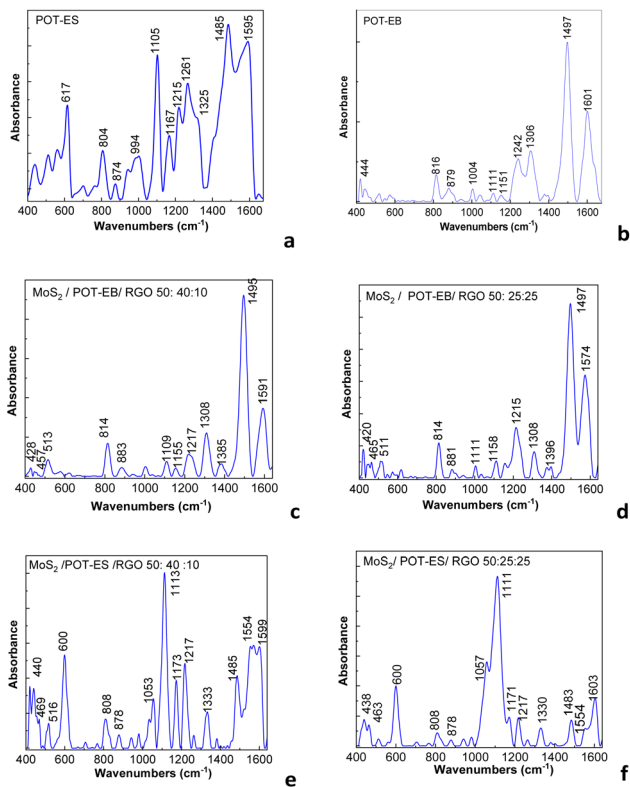 POT-ES
617
804
874
994
1105
1167
1215
1261
1325
1485
1595
Absorbance
400 600 800 1000 1200 1400 1600
Wavenumbers (cm-1)
a
POT-EB
444
816
879
1004
1111
1151
1242
1306
1497
1601
Absorbance
400 600 800 1000 1200 1400 1600
Wavenumbers (cm-1)
b
MoS2 / POT-EB/ RGO 50: 40:10
428
457
513
814
883
1109
1155
1217
1308
1385
1495
1591
Absorbance
400 600 800 1000 1200 1400 1600
Wavenumbers (cm-1)
c
MoS2 / POT-EB/ RGO 50: 25:25
420
465
511
814
881
1111
1158
1215
1308
1396
1497
1574
Absorbance
400 600 800 1000 1200 1400 1600
Wavenumbers (cm-1)
d
MoS2 /POT-ES /RGO 50: 40 :10
440
469
516
600
808
878
1053
1113
1173
1217
1333
1485
1554
1599
Absorbance
400 600 800 1000 1200 1400 1600
Wavenumbers (cm-1)
e
MoS2/ POT-ES/ RGO 50:25:25
438
463
600
808
878
1057
1111
1171
1217
1330
1483
1554
1603
Absorbance
400 600 800 1000 1200 1400 1600
Wavenumbers (cm-1)
f